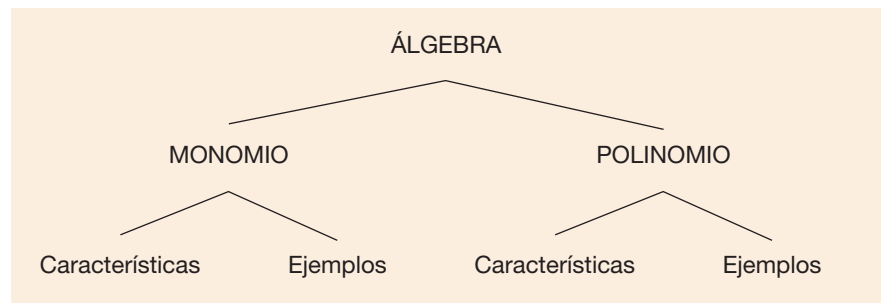 ÁLGEBRA
MONOMIO POLINOMIO
Características Ejemplos Características Ejemplos